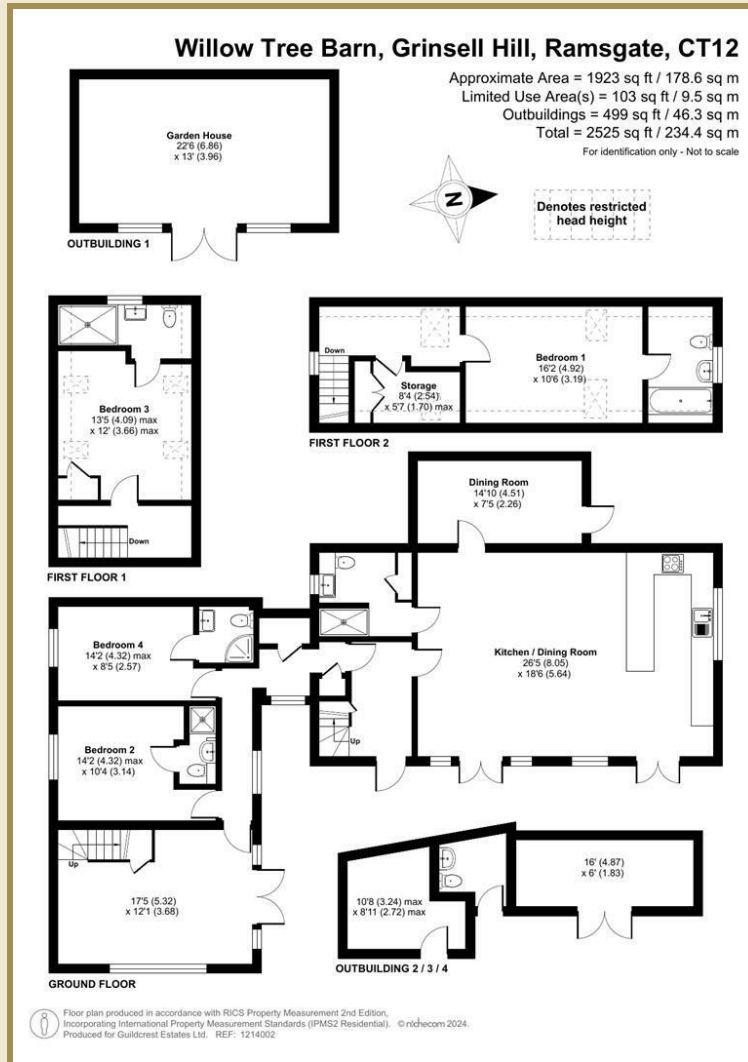 Willow Tree Barn, Grinsell Hill, Ramsgate, CT12
Approximate Area = 1923 sq ft / 178.6 sq m
Limited Use Area(s) = 103 sq ft / 9.5 sq m
Outbuildings = 499 sq ft / 46.3 sq m
Total = 2525 sq ft / 234.4 sq m
For identification only - Not to scale
Garden House
22'6 (6.86)
x 13' (3.96)
OUTBUILDING 1
N
Denotes restricted
head height
Bedroom 3
13'5 (4.09) max
x 12' (3.66) max
Down
FIRST FLOOR 1
Down
Storage
8'4 (2.54)
x 5'7 (1.70) max
Bedroom 1
16'2 (4.92)
x 10'6 (3.19)
FIRST FLOOR 2
Dining Room
14'10 (4.51)
x 7'5 (2.26)
Kitchen / Dining Room
26'5 (8.05)
x 18'6 (5.64)
Up
Bedroom 4
14'2 (4.32) max
x 8'5 (2.57)
Bedroom 2
14'2 (4.32) max
x 10'4 (3.14)
Up
17'5 (5.32)
x 12'1 (3.68)
GROUND FLOOR
10'8 (3.24) max
x 8'11 (2.72) max
16' (4.87)
x 6' (1.83)
OUTBUILDING 2 / 3 / 4
Floor plan produced in accordance with RICS Property Measurement 2nd Edition,
Incorporating International Property Measurement Standards (IPMS2 Residential). © nichecom 2024.
Produced for Guildcrest Estates Ltd. REF: 1214002